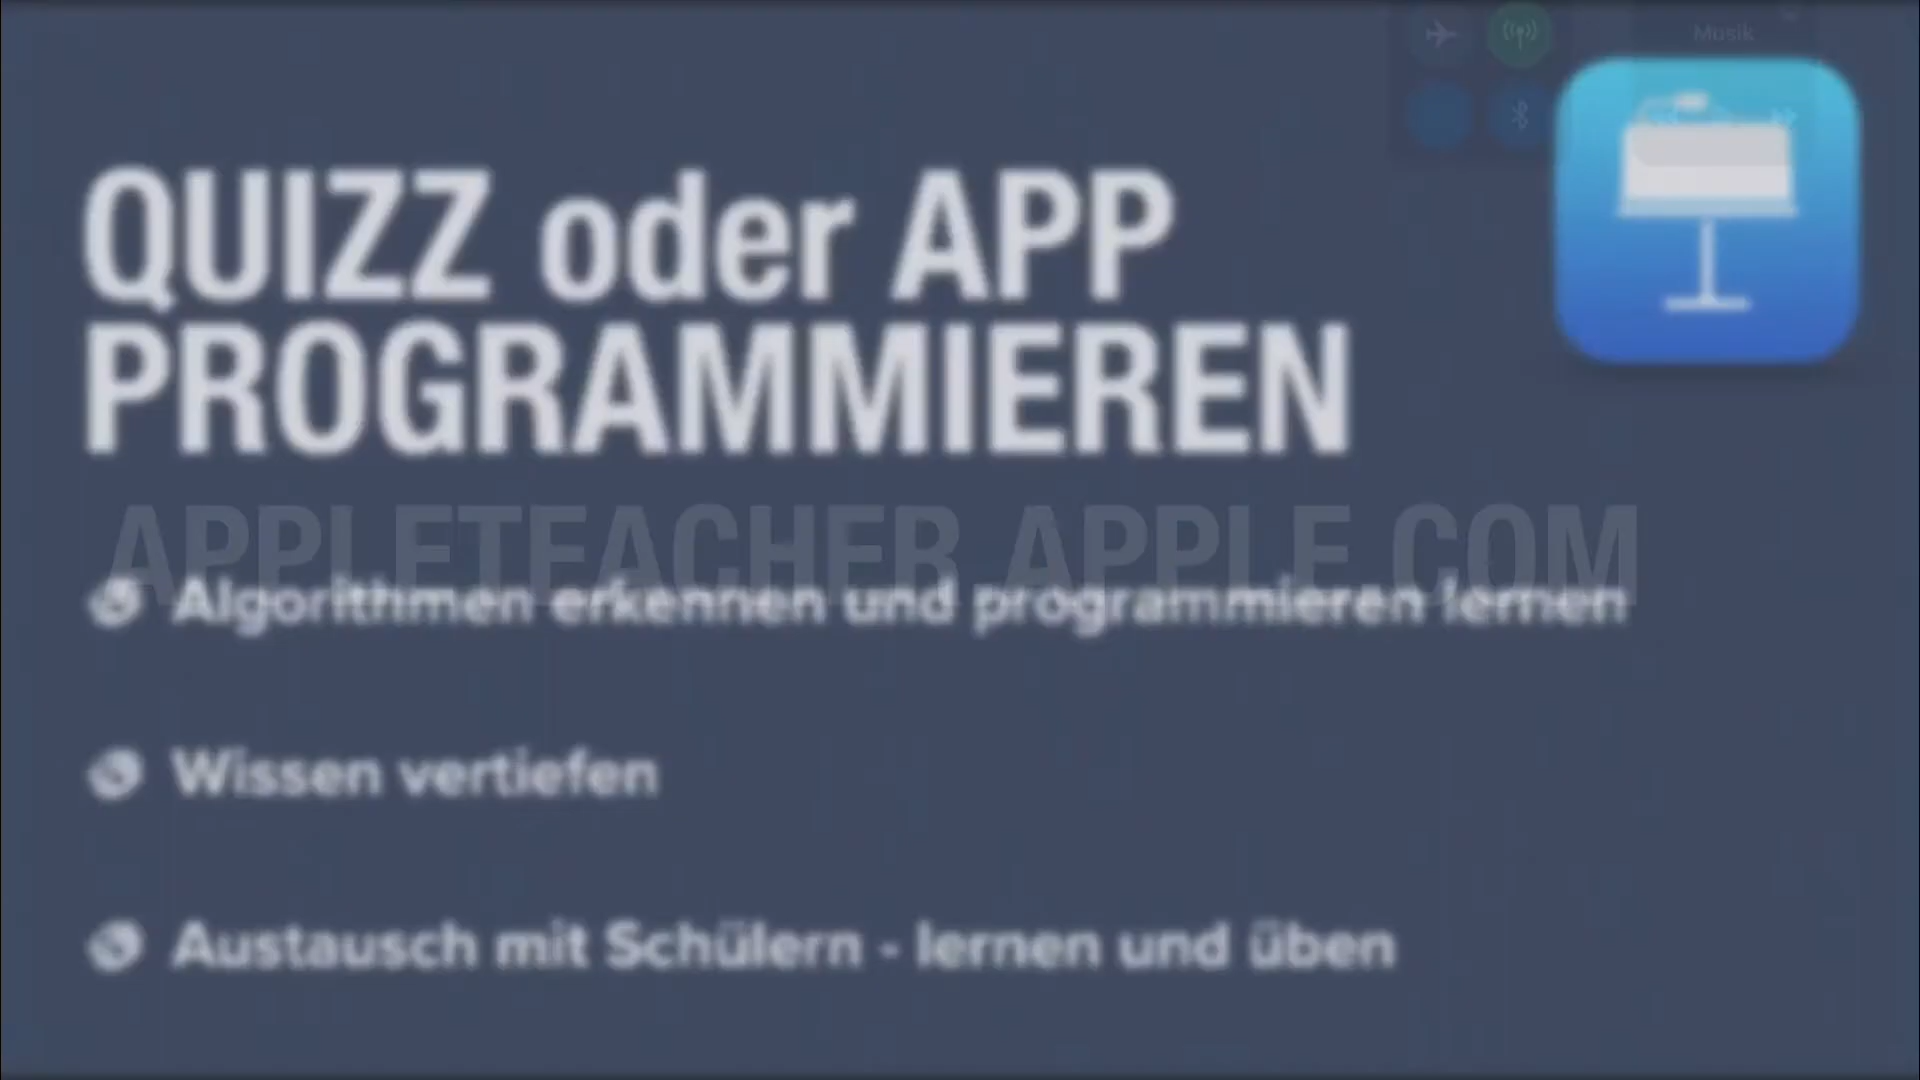 Musik
QUIZZ oder APP
PROGRAMMIEREN
APPLETEACHER.APPLE.COM
Algorithmen erkennen und programmieren lernen
Wissen vertiefen
Austausch mit Schülern - lernen und üben